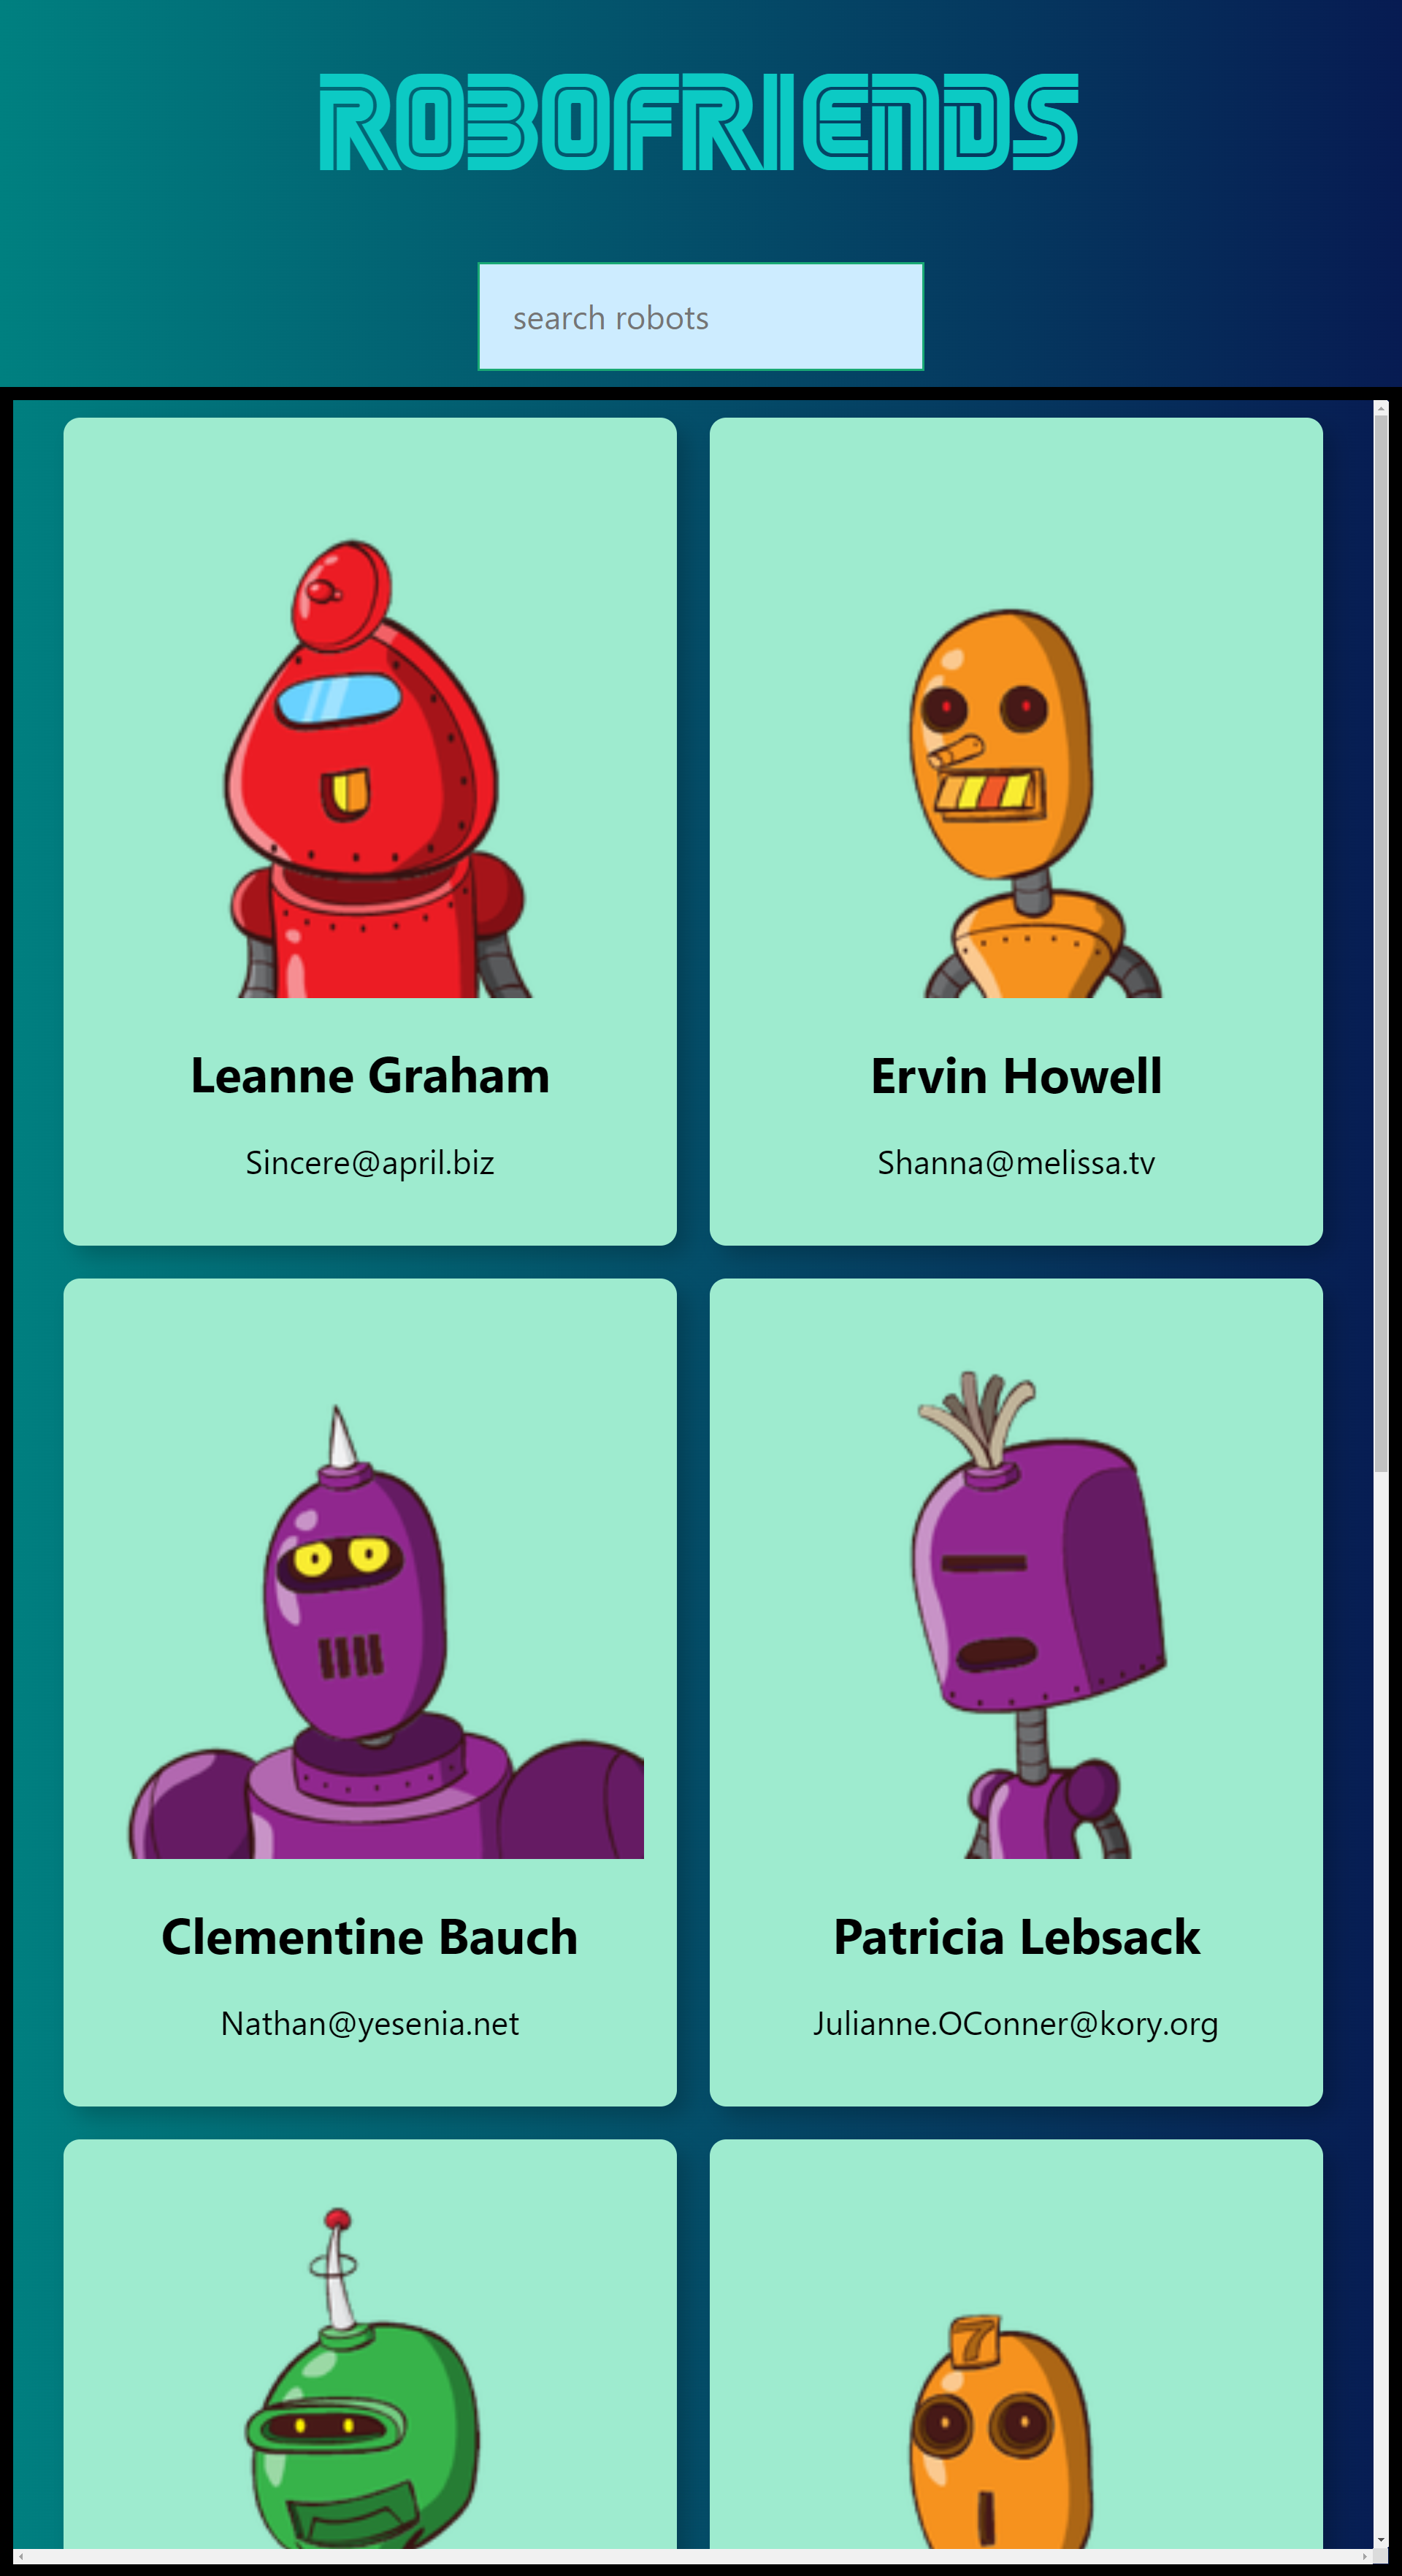 ROBOFRIENDS
search robots
Leanne Graham
Sincere@april.biz
Ervin Howell
Shanna@melissa.tv
Clementine Bauch
Nathan@yesenia.net
Patricia Lebsack
Julianne.OConner@kory.org
7